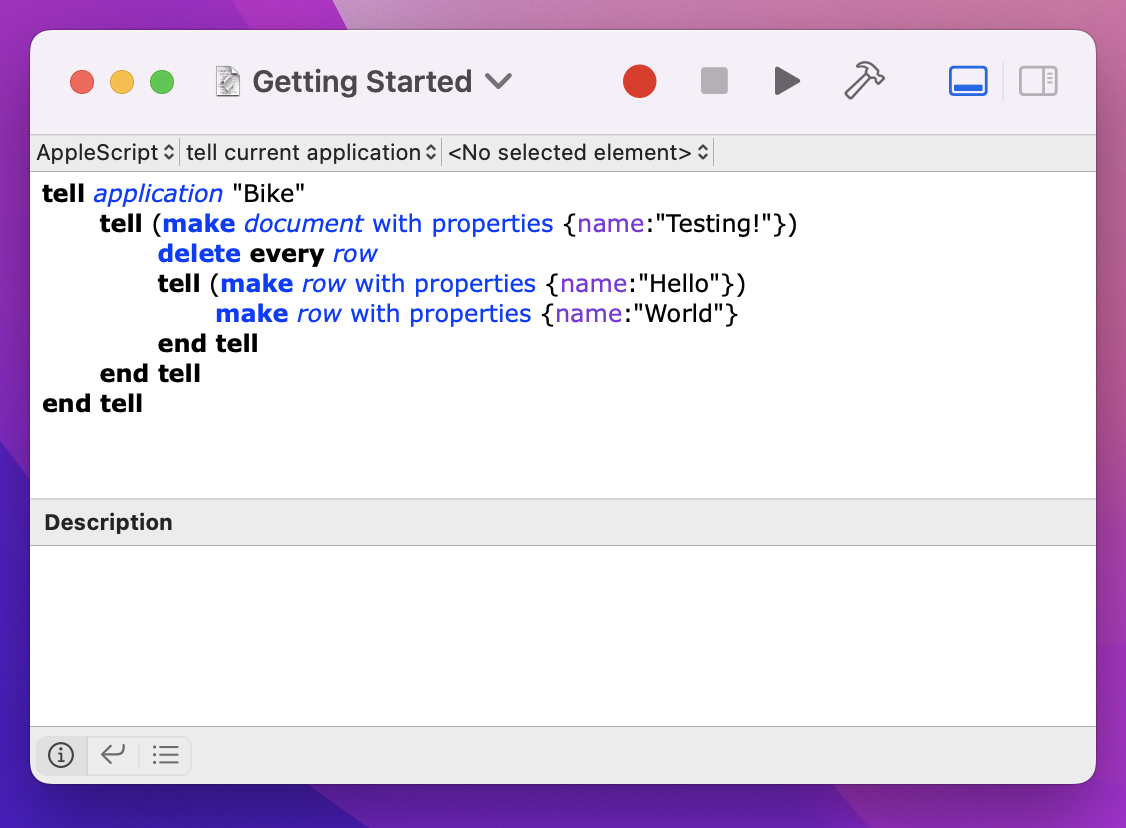 Getting Started
AppleScript tell current application <No selected element>
tell application "Bike"
tell (make document with properties {name:"Testing!"})
delete every row
tell (make row with properties {name:"Hello"})
make row with properties {name:"World"}
end tell
end tell
end tell
Description